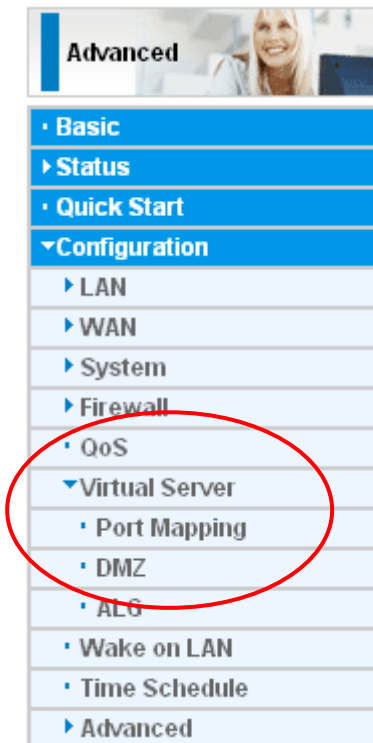 Advanced
Basic
Status
Quick Start
Configuration
LAN
WAN
System
Firewall
QoS
Virtual Server
Port Mapping
DMZ
ALG
Wake on LAN
Time Schedule
Advanced